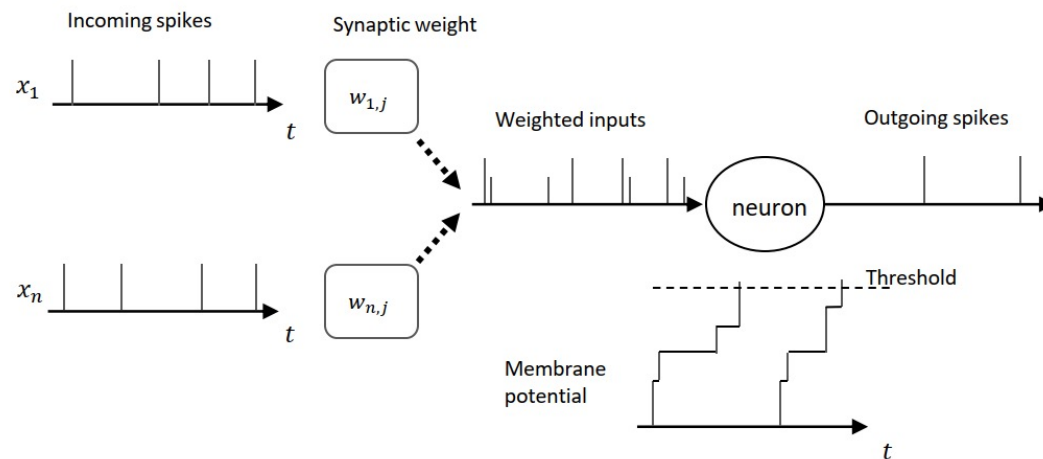 Incoming spikes
Synaptic weight
x₁
w₁,ⱼ
t
Weighted inputs
Outgoing spikes
neuron
xₙ
wₙ,ⱼ
t
Threshold
Membrane
potential
t